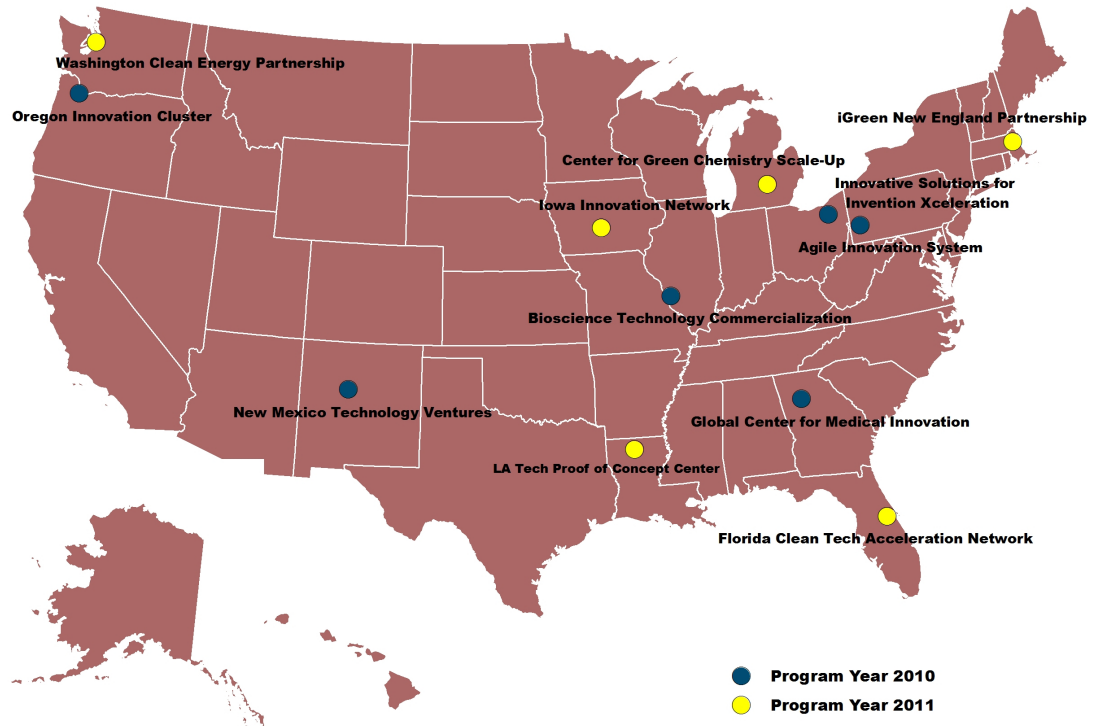 Washington Clean Energy Partnership
Oregon Innovation Cluster
iGreen New England Partnership
Center for Green Chemistry Scale-Up
Innovative Solutions for
Invention Xceleration
Iowa Innovation Network
Agile Innovation System
Bioscience Technology Commercialization
New Mexico Technology Ventures
Global Center for Medical Innovation
LA Tech Proof of Concept Center
Florida Clean Tech Acceleration Network
Program Year 2010
Program Year 2011